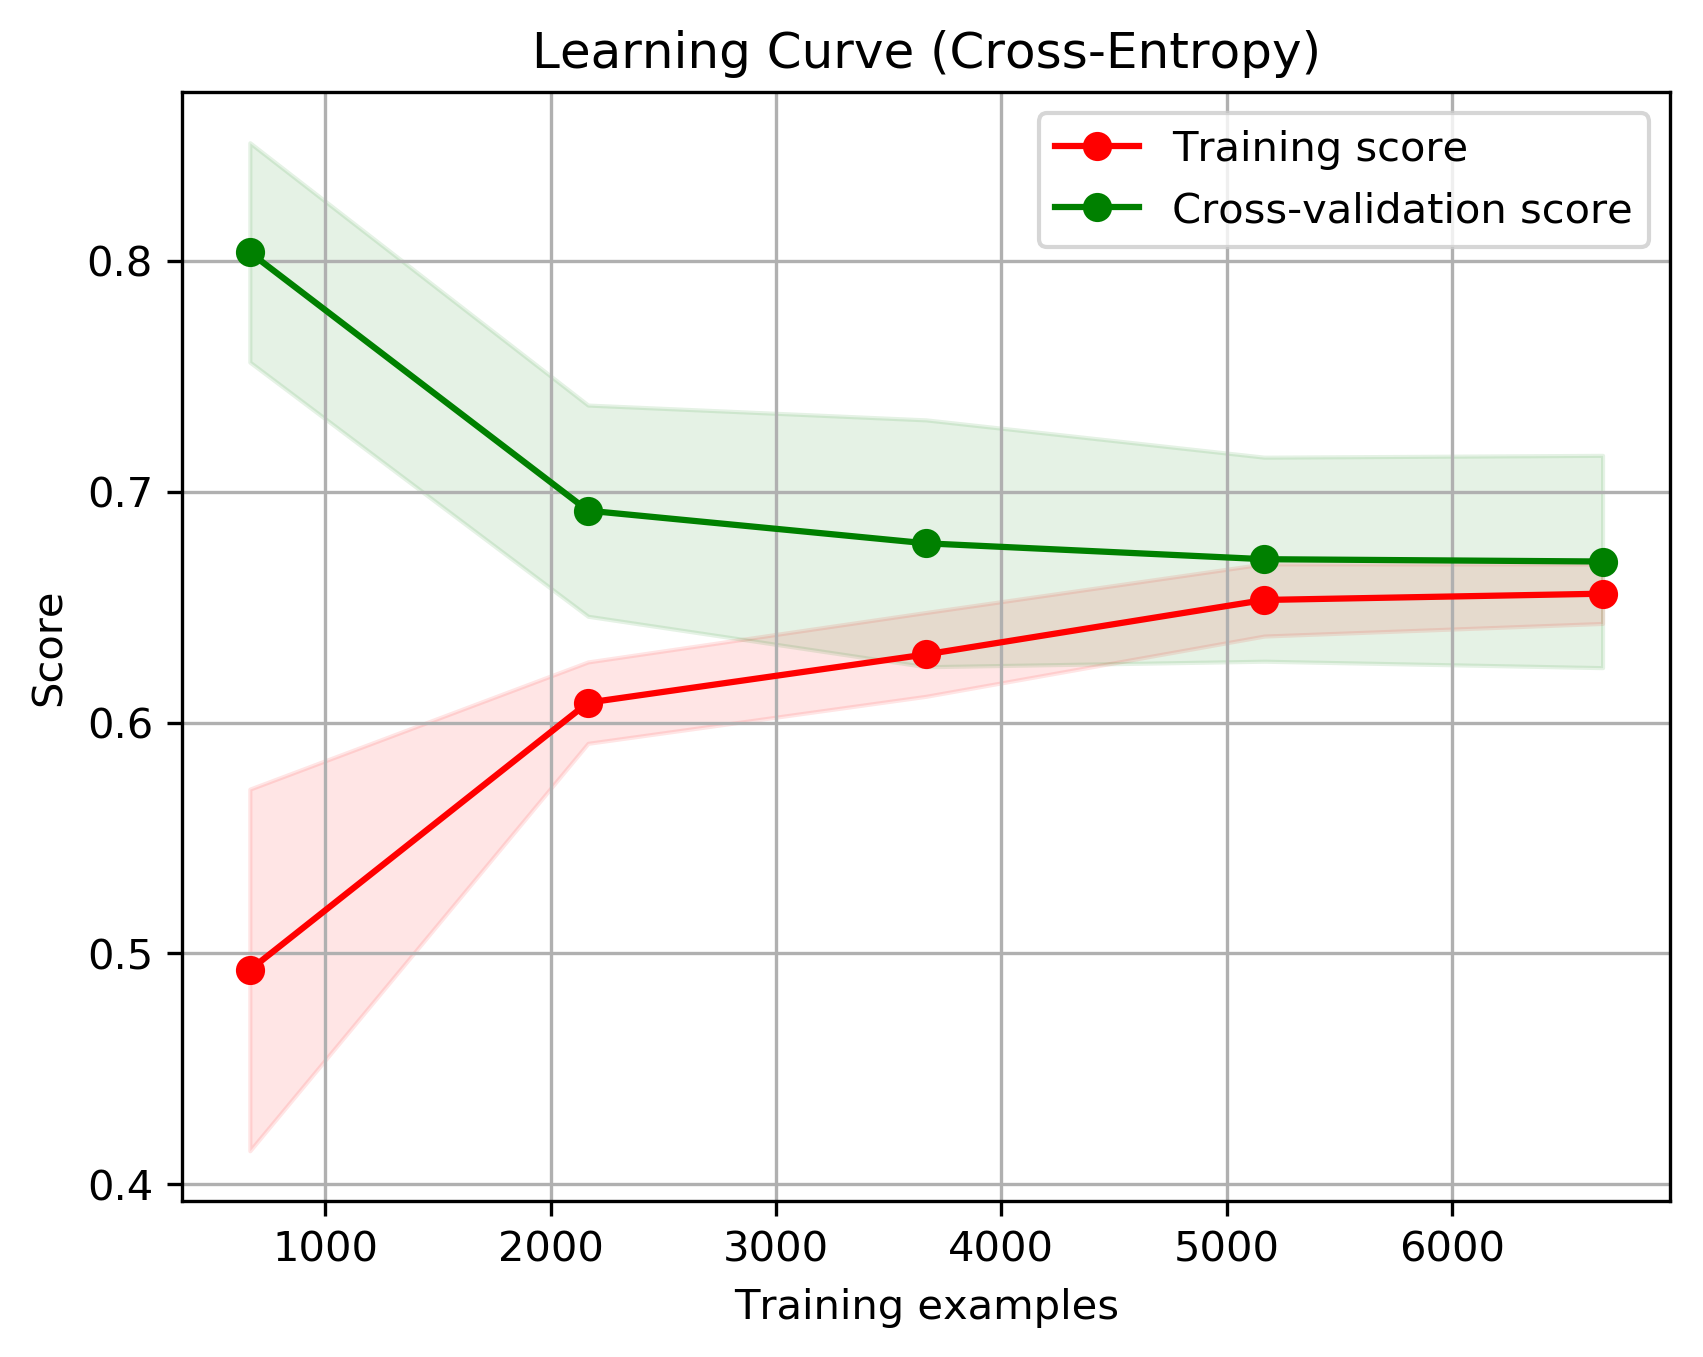 Learning Curve (Cross-Entropy)
Training score
Cross-validation score
0.8
0.7
0.6
0.5
0.4
Score
1000 2000 3000 4000 5000 6000
Training examples